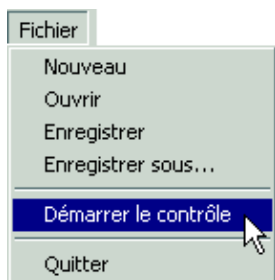 Fichier
Nouveau
Ouvrir
Enregistrer
Enregistrer sous...
Démarrer le contrôle
Quitter